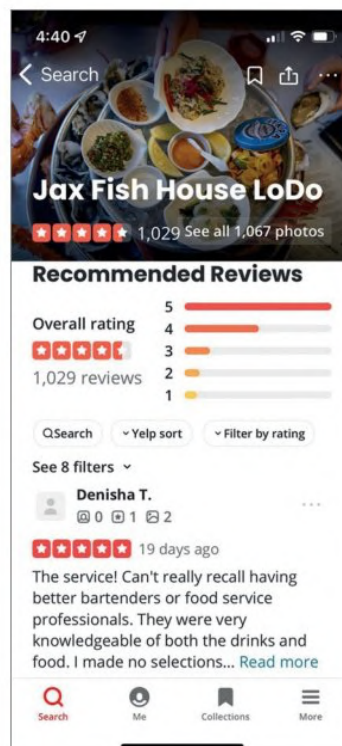 4:40
Search
Jax Fish House LoDo
1,029 See all 1,067 photos
Recommended Reviews
5
Overall rating
4
3
1,029 reviews
2
1
Search
Yelp sort
Filter by rating
See 8 filters
Denisha T.
0 1 2
19 days ago
The service! Can't really recall having
better bartenders or food service
professionals. They were very
knowledgeable of both the drinks and
food. I made no selections... Read more
Search
Me
Collections
More